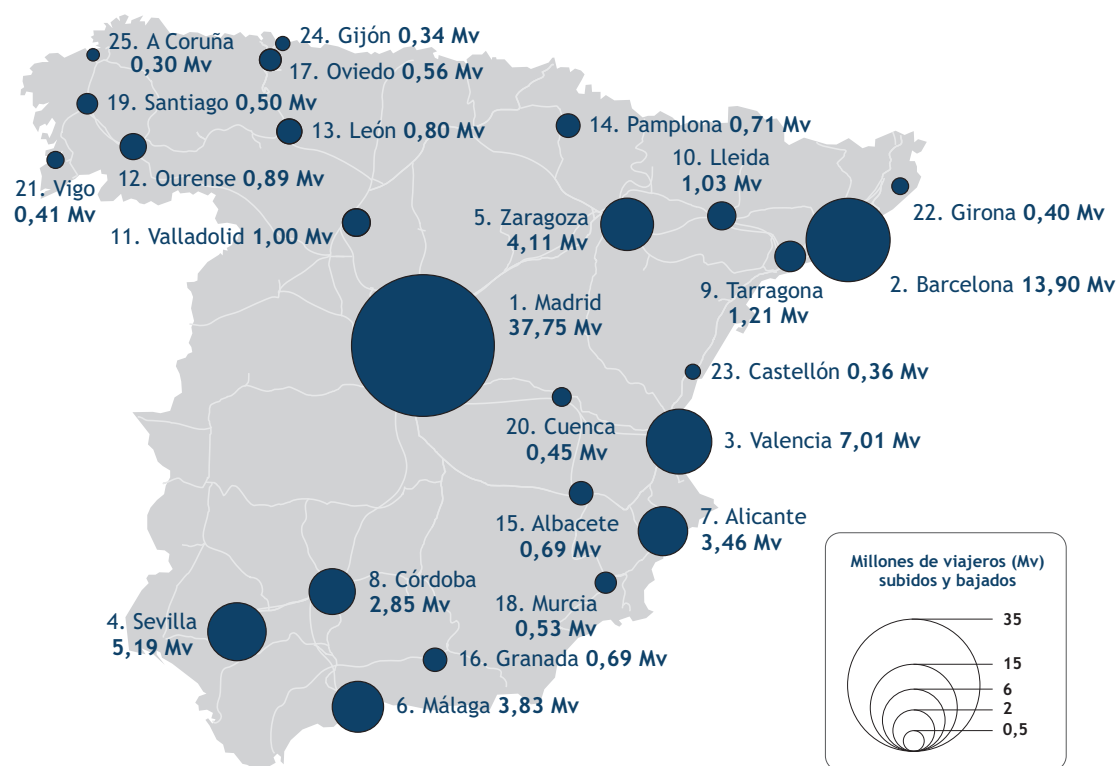 24. Gijón 0,34 Mv
25. A Coruña
0,30 Mv
17. Oviedo 0,56 Mv
19. Santiago 0,50 Mv
13. León 0,80 Mv
14. Pamplona 0,71 Mv
10. Lleida
1,03 Mv
12. Ourense 0,89 Mv
21. Vigo
0,41 Mv
22. Girona 0,40 Mv
5. Zaragoza
4,11 Mv
11. Valladolid 1,00 Mv
2. Barcelona 13,90 Mv
9. Tarragona
1,21 Mv
1. Madrid
37,75 Mv
23. Castellón 0,36 Mv
20. Cuenca
0,45 Mv
3. Valencia 7,01 Mv
15. Albacete
0,69 Mv
7. Alicante
3,46 Mv
8. Córdoba
2,85 Mv
18. Murcia
0,53 Mv
4. Sevilla
5,19 Mv
16. Granada 0,69 Mv
6. Málaga 3,83 Mv
Millones de viajeros (Mv)
subidos y bajados
35
15
6
2
0,5